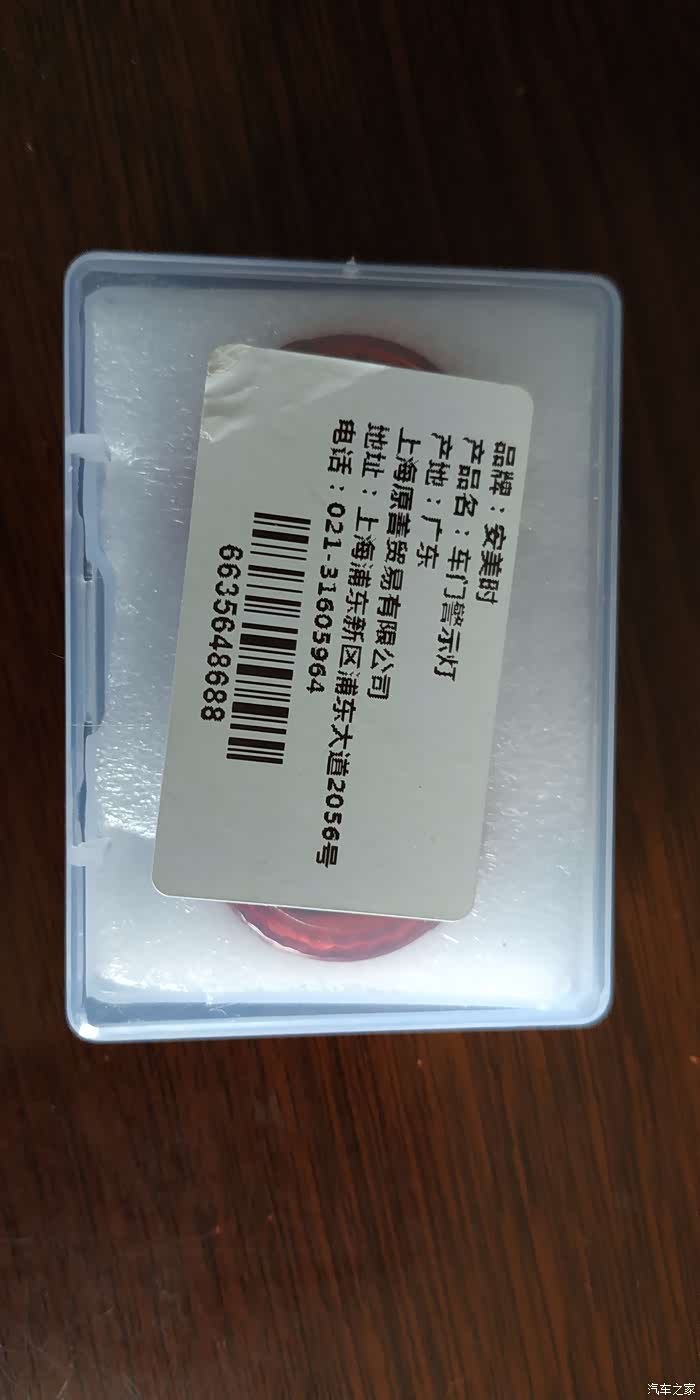 品牌：安美时
产品名：车门警示灯
产地：广东
上海原善贸易有限公司
地址：上海浦东新区浦东大道2056号
电话：021-31605964
6635648688
汽车之家